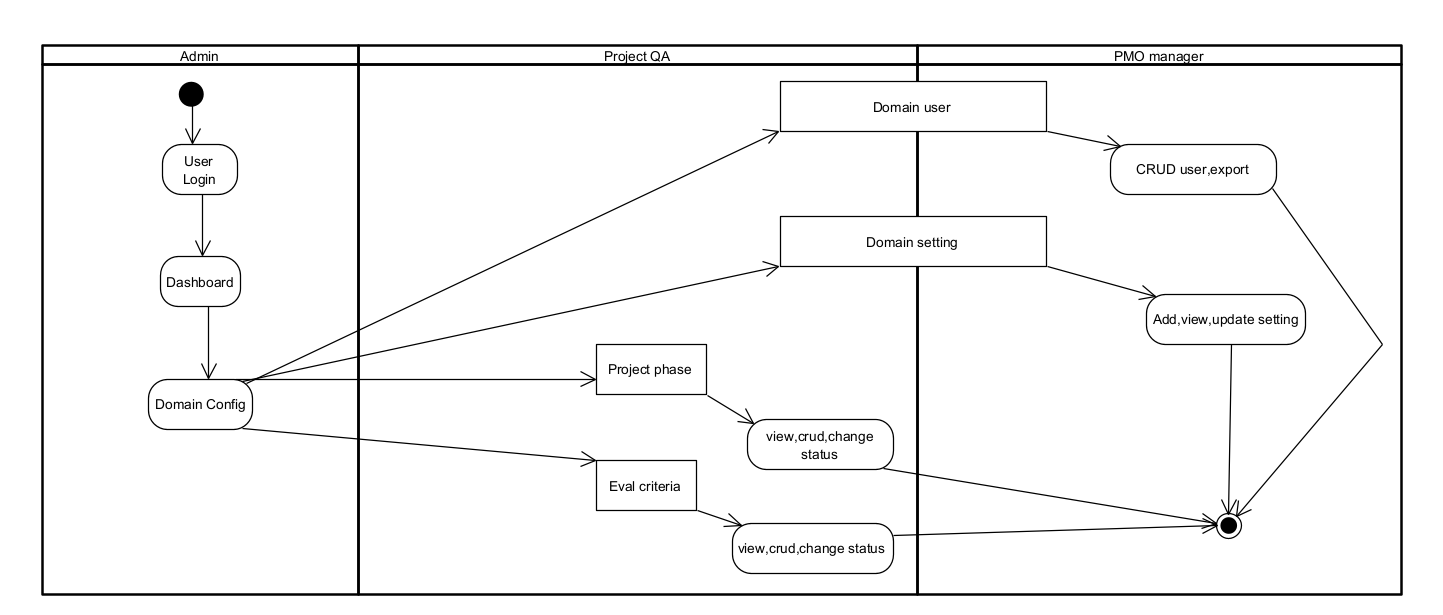 Admin
Project QA
PMO manager
Domain user
User
Login
CRUD user,export
Domain setting
Dashboard
Add,view,update setting
Project phase
Domain Config
view,crud,change
status
Eval criteria
view,crud,change status